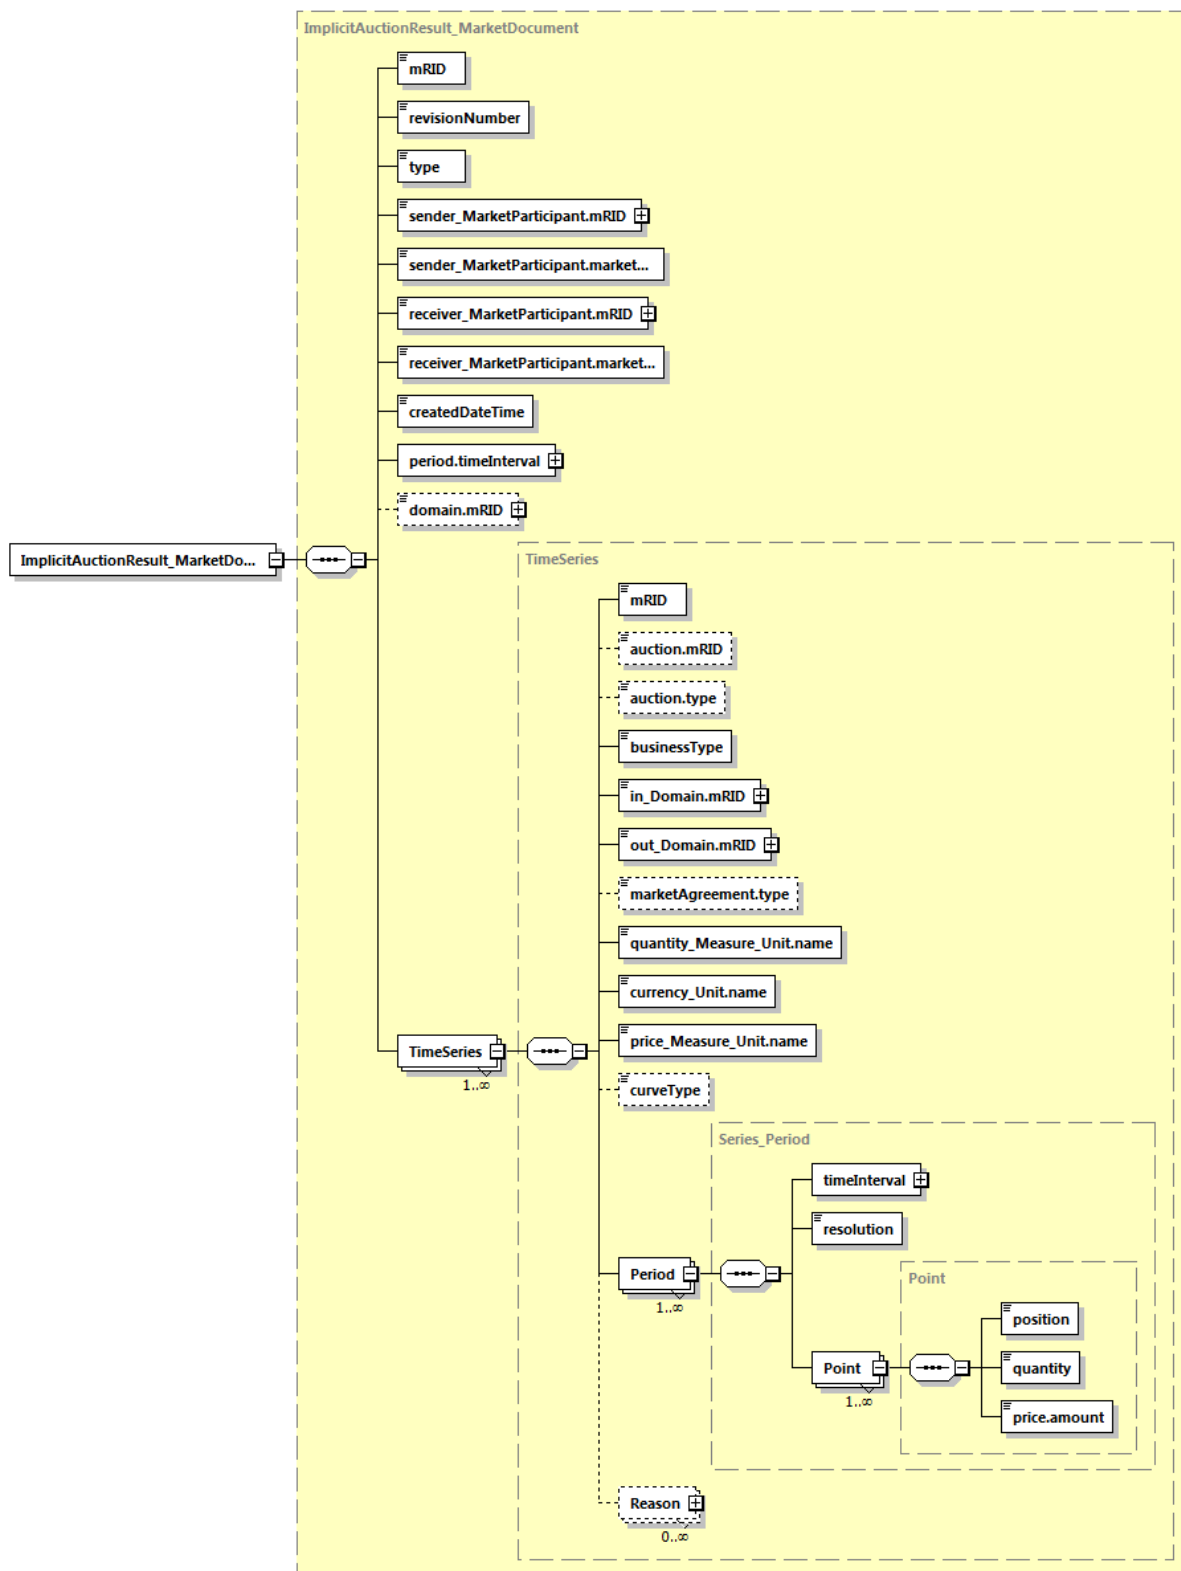 ImplicitAuctionResult_MarketDocument
mRID
revisionNumber
type
sender_MarketParticipant.mRID
sender_MarketParticipant.market...
receiver_MarketParticipant.mRID
receiver_MarketParticipant.market...
createdDateTime
period.timeInterval
domain.mRID
ImplicitAuctionResult_MarketDo...
TimeSeries
mRID
auction.mRID
auction.type
businessType
in_Domain.mRID
out_Domain.mRID
marketAgreement.type
quantity_Measure_Unit.name
currency_Unit.name
price_Measure_Unit.name
TimeSeries
1..∞
curveType
Series_Period
timeInterval
resolution
Period
1..∞
Point
position
Point
1..∞
quantity
price.amount
Reason
0..∞